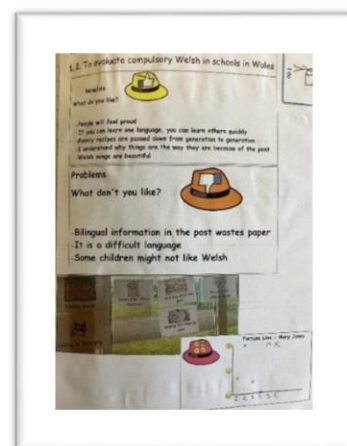 L.I. To evaluate compulsory Welsh in schools in Wales
Benefits
What do you like?
-People will feel proud
-If you can learn one language, you can learn others quickly
-Family recipes are passed down from generation to generation
-I understand why things are the way they are because of the past
-Welsh songs are beautiful
Problems
What don't you like?
-Bilingual information in the post wastes paper
-It is a difficult language
-Some children might not like Welsh
Fortune Line - Mary Jones